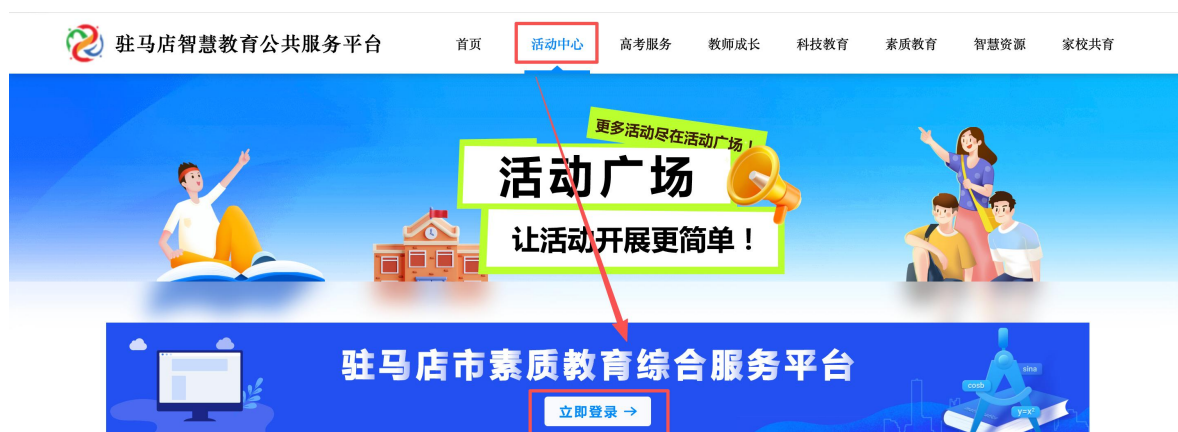 驻马店智慧教育公共服务平台 首页 活动中心 高考服务 教师成长 科技教育 素质教育 智慧资源 家校共育
更多活动尽在活动广场！
活动广场
让活动开展更简单！
驻马店市素质教育综合服务平台
sina
cosb
y=x²
立即登录 →